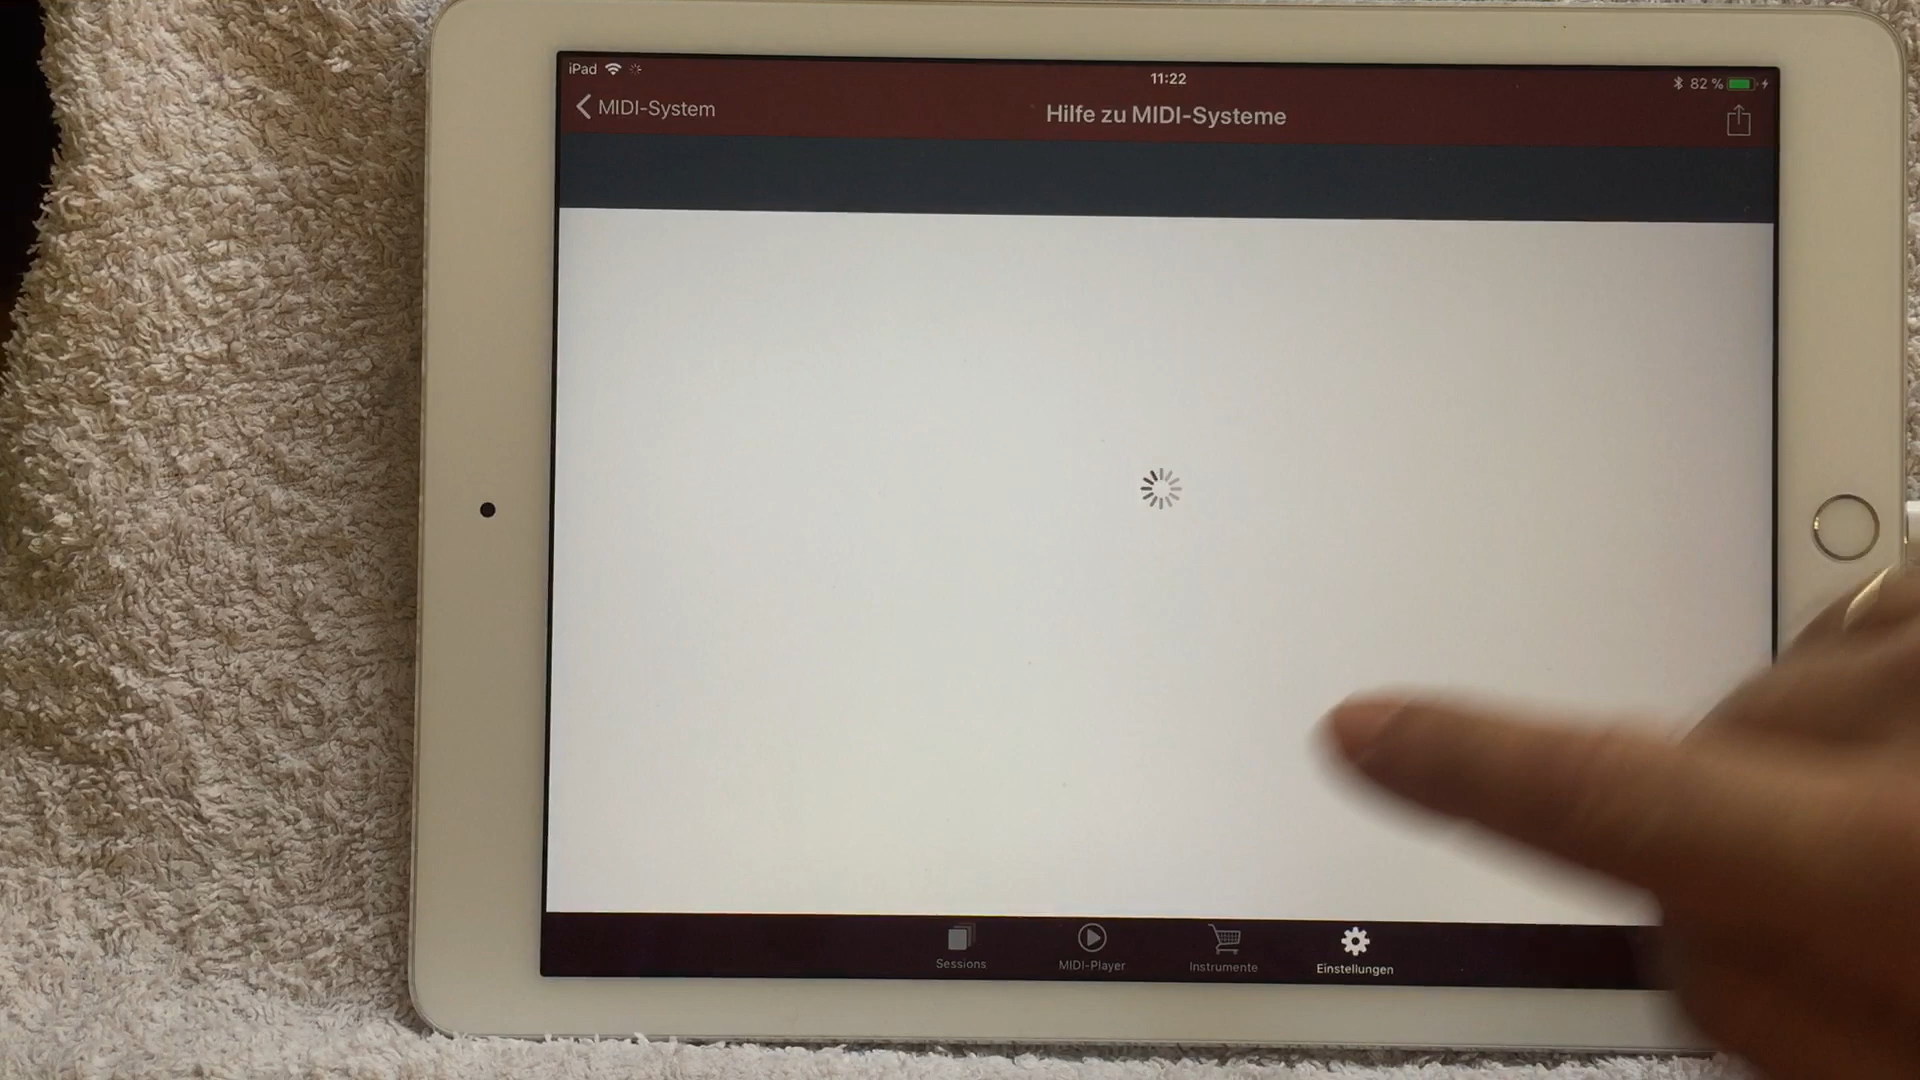 iPad
11:22
82 %
MIDI-System
Hilfe zu MIDI-Systeme
Sessions
MIDI-Player
Instrumente
Einstellungen